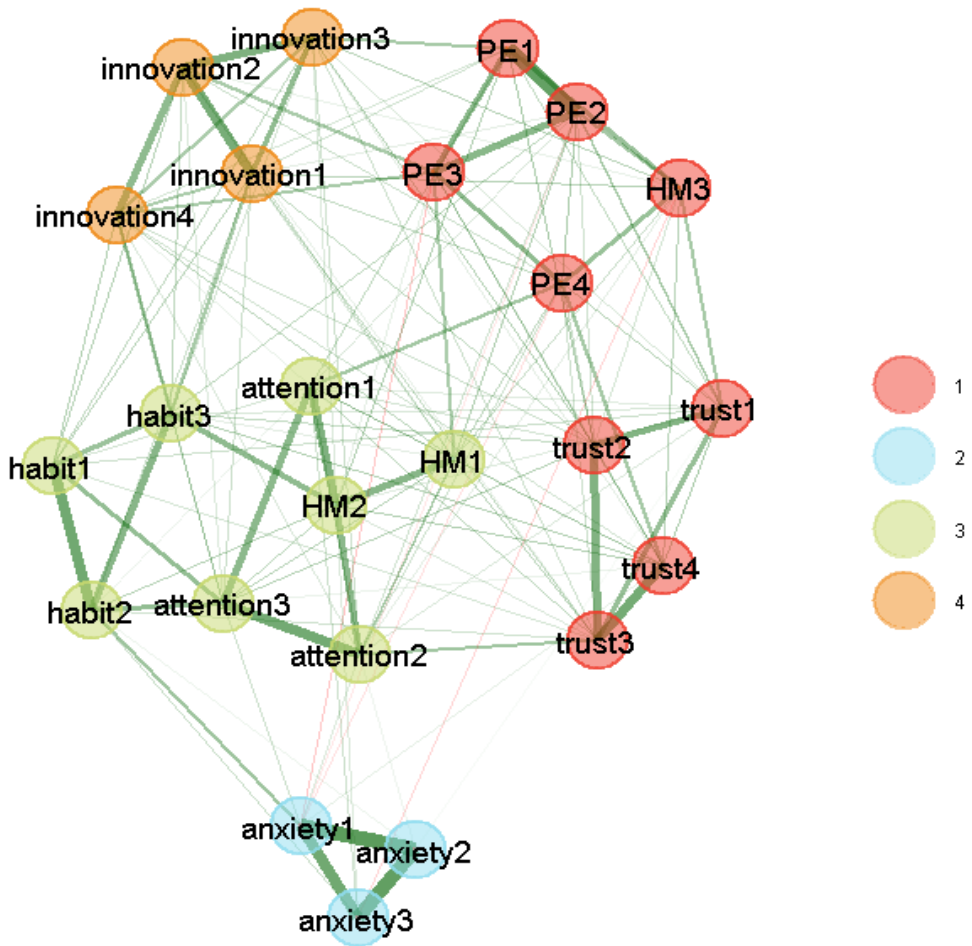 innovation3
PE1
innovation2
PE2
innovation1
PE3
HM3
innovation4
PE4
attention1
trust1
habit3
trust2
HM1
habit1
HM2
trust4
attention3
habit2
trust3
attention2
anxiety1
anxiety2
anxiety3
1
2
3
4